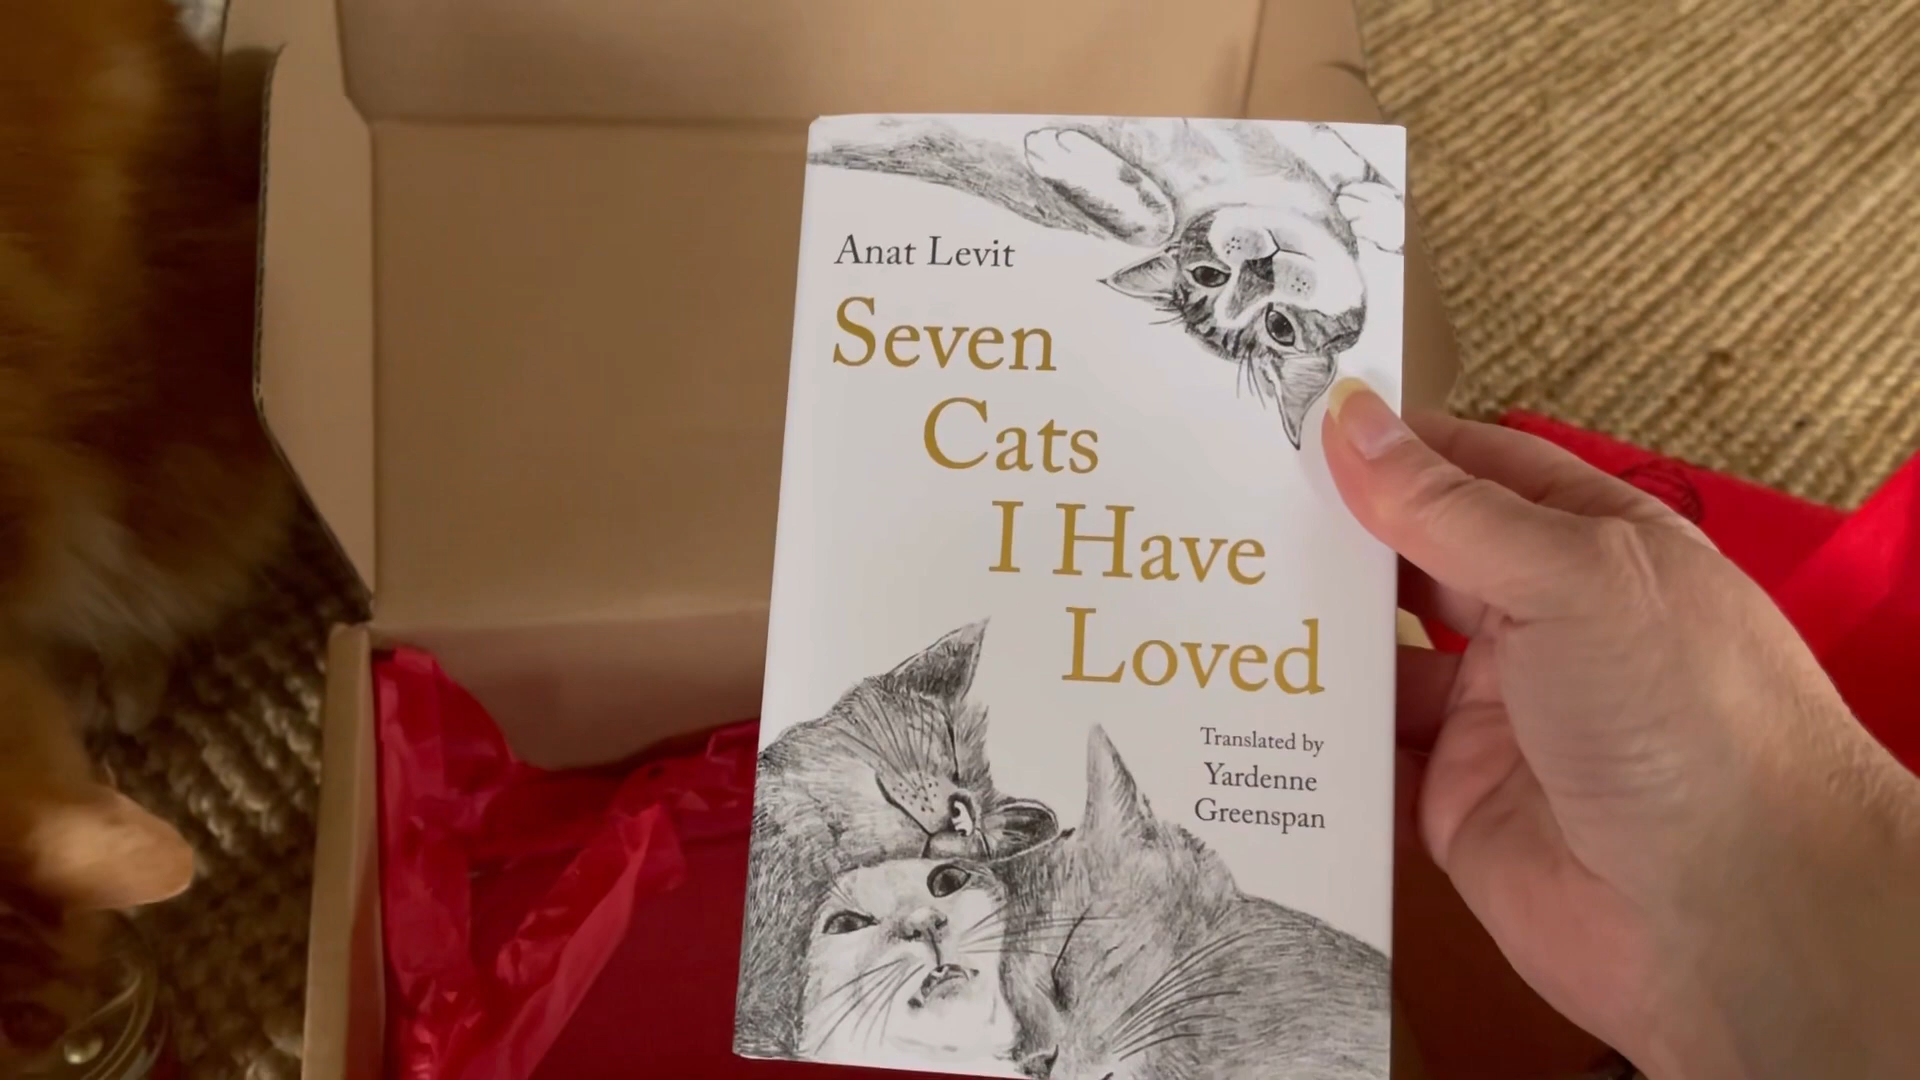 Anat Levit
Seven
Cats
I Have
Loved
Translated by
Yardenne
Greenspan